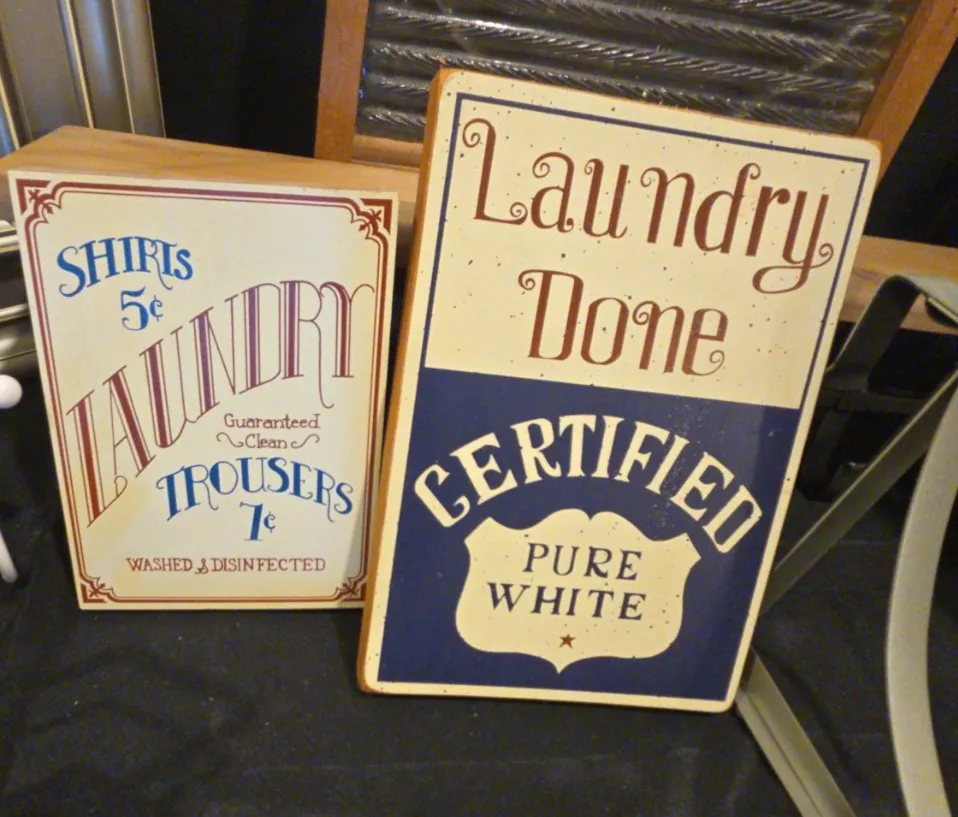 SHIRTS
5¢
LAUNDRY
Guaranteed
Clean
TROUSERS
7¢
WASHED & DISINFECTED
Laundry
Done
CERTIFIED
PURE
WHITE